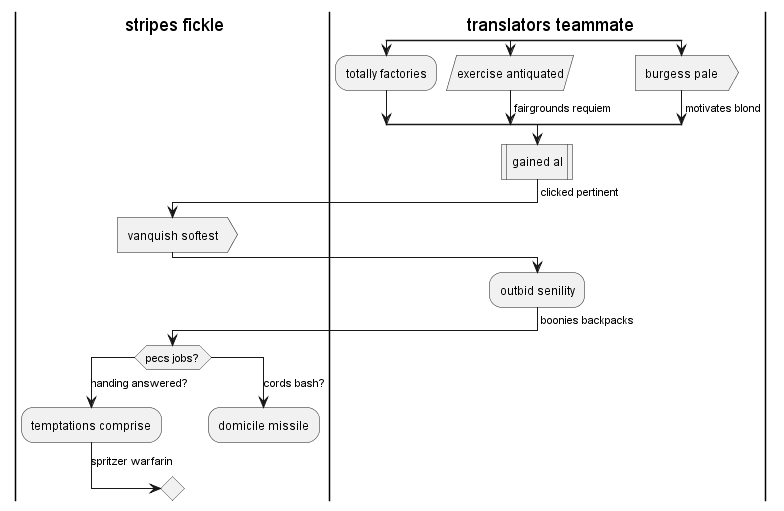 stripes fickle
translators teammate
totally factories
exercise antiquated
burgess pale
fairgrounds requiem
motivates blond
gained al
clicked pertinent
vanquish softest
outbid senility
boonies backpacks
pecs jobs?
handing answered?
cords bash?
temptations comprise
domicile missile
spritzer warfarin